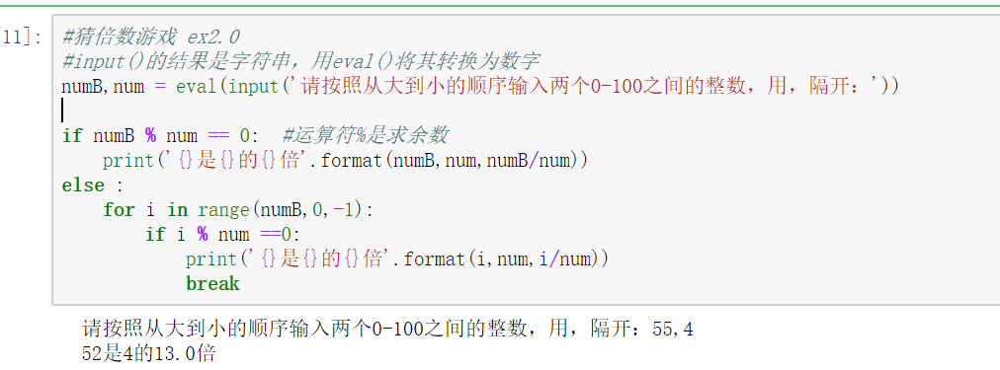 [11]:
#猜倍数游戏 ex2.0
#input()的结果是字符串，用eval()将其转换为数字
numB,num = eval(input('请按照从大到小的顺序输入两个0-100之间的整数，用，隔开：'))
if numB % num == 0:  #运算符%是求余数
    print('{}是{}的{}倍'.format(numB,num,numB/num))
else :
    for i in range(numB,0,-1):
        if i % num ==0:
            print('{}是{}的{}倍'.format(i,num,i/num))
            break
请按照从大到小的顺序输入两个0-100之间的整数，用，隔开：55,4
52是4的13.0倍